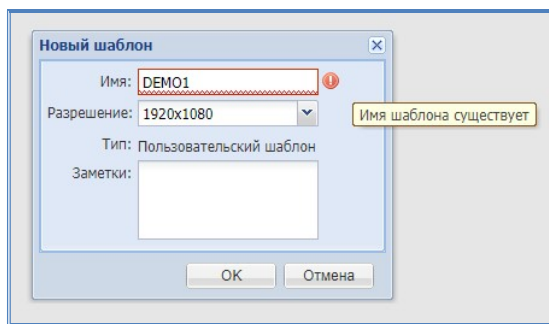 Новый шаблон
Имя: DEMO1
Разрешение: 1920x1080
Имя шаблона существует
Тип: Пользовательский шаблон
Заметки:
OK Отмена